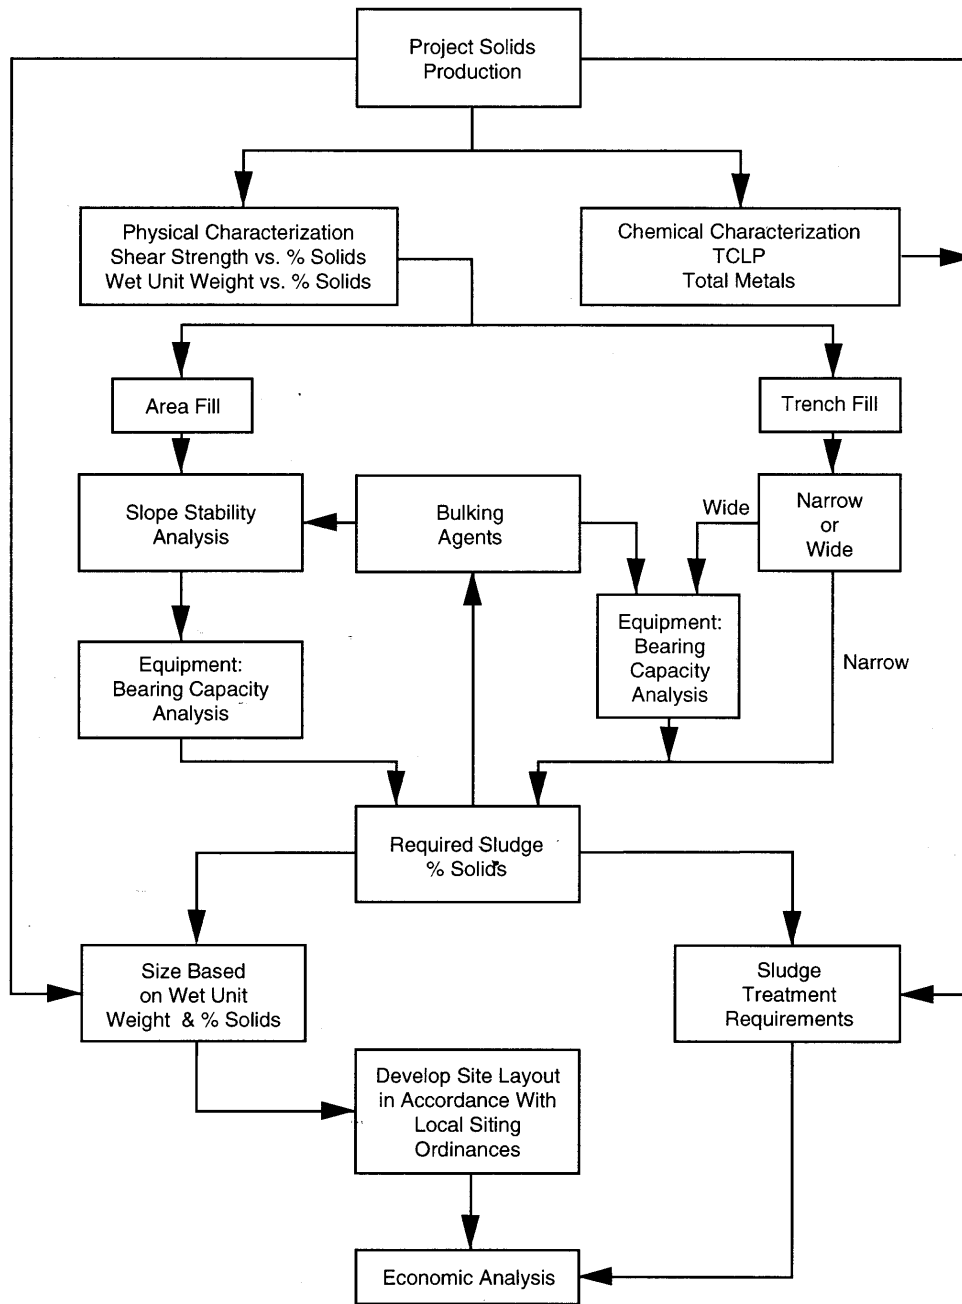 Project Solids
Production
Physical Characterization
Shear Strength vs. % Solids
Wet Unit Weight vs. % Solids
Chemical Characterization
TCLP
Total Metals
Area Fill
Trench Fill
Slope Stability
Analysis
Bulking
Agents
Wide
Narrow
or
Wide
Equipment:
Bearing Capacity
Analysis
Equipment:
Bearing
Capacity
Analysis
Narrow
Required Sludge
% Solids
Size Based
on Wet Unit
Weight & % Solids
Sludge
Treatment
Requirements
Develop Site Layout
in Accordance With
Local Siting
Ordinances
Economic Analysis